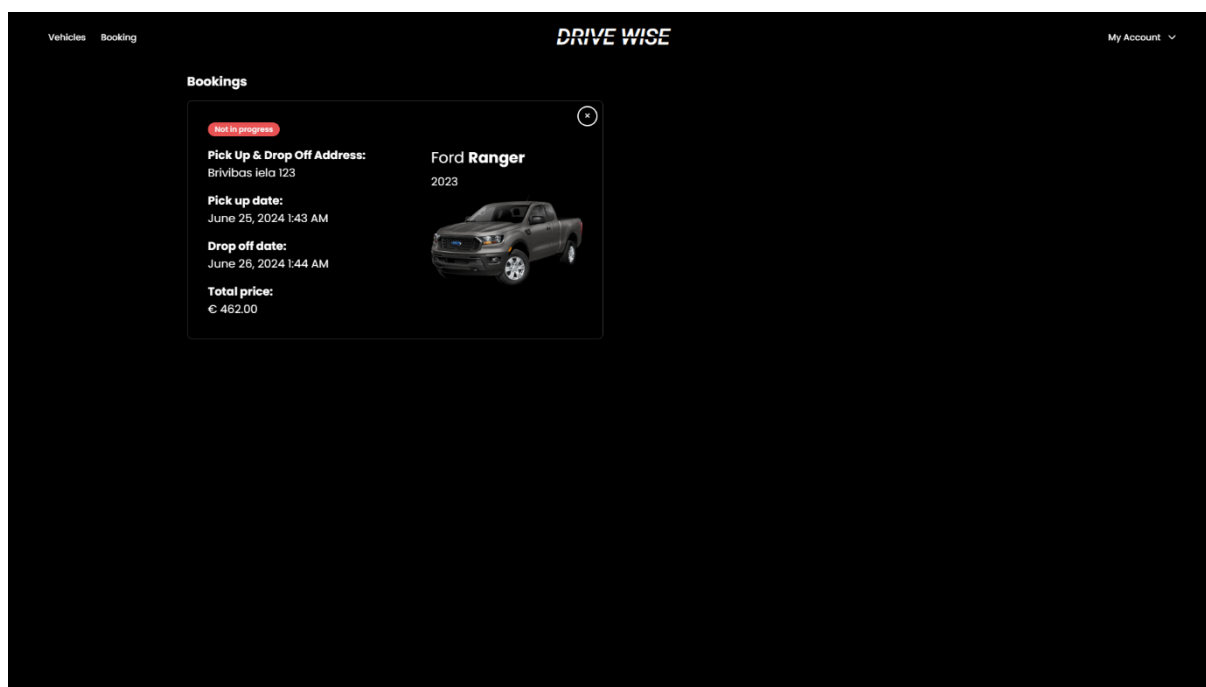 Vehicles Booking
DRIVE WISE
My Account
Bookings
Not in progress
Pick Up & Drop Off Address:
Brivibas iela 123
Pick up date:
June 25, 2024 1:43 AM
Drop off date:
June 26, 2024 1:44 AM
Total price:
€ 462.00
Ford Ranger
2023